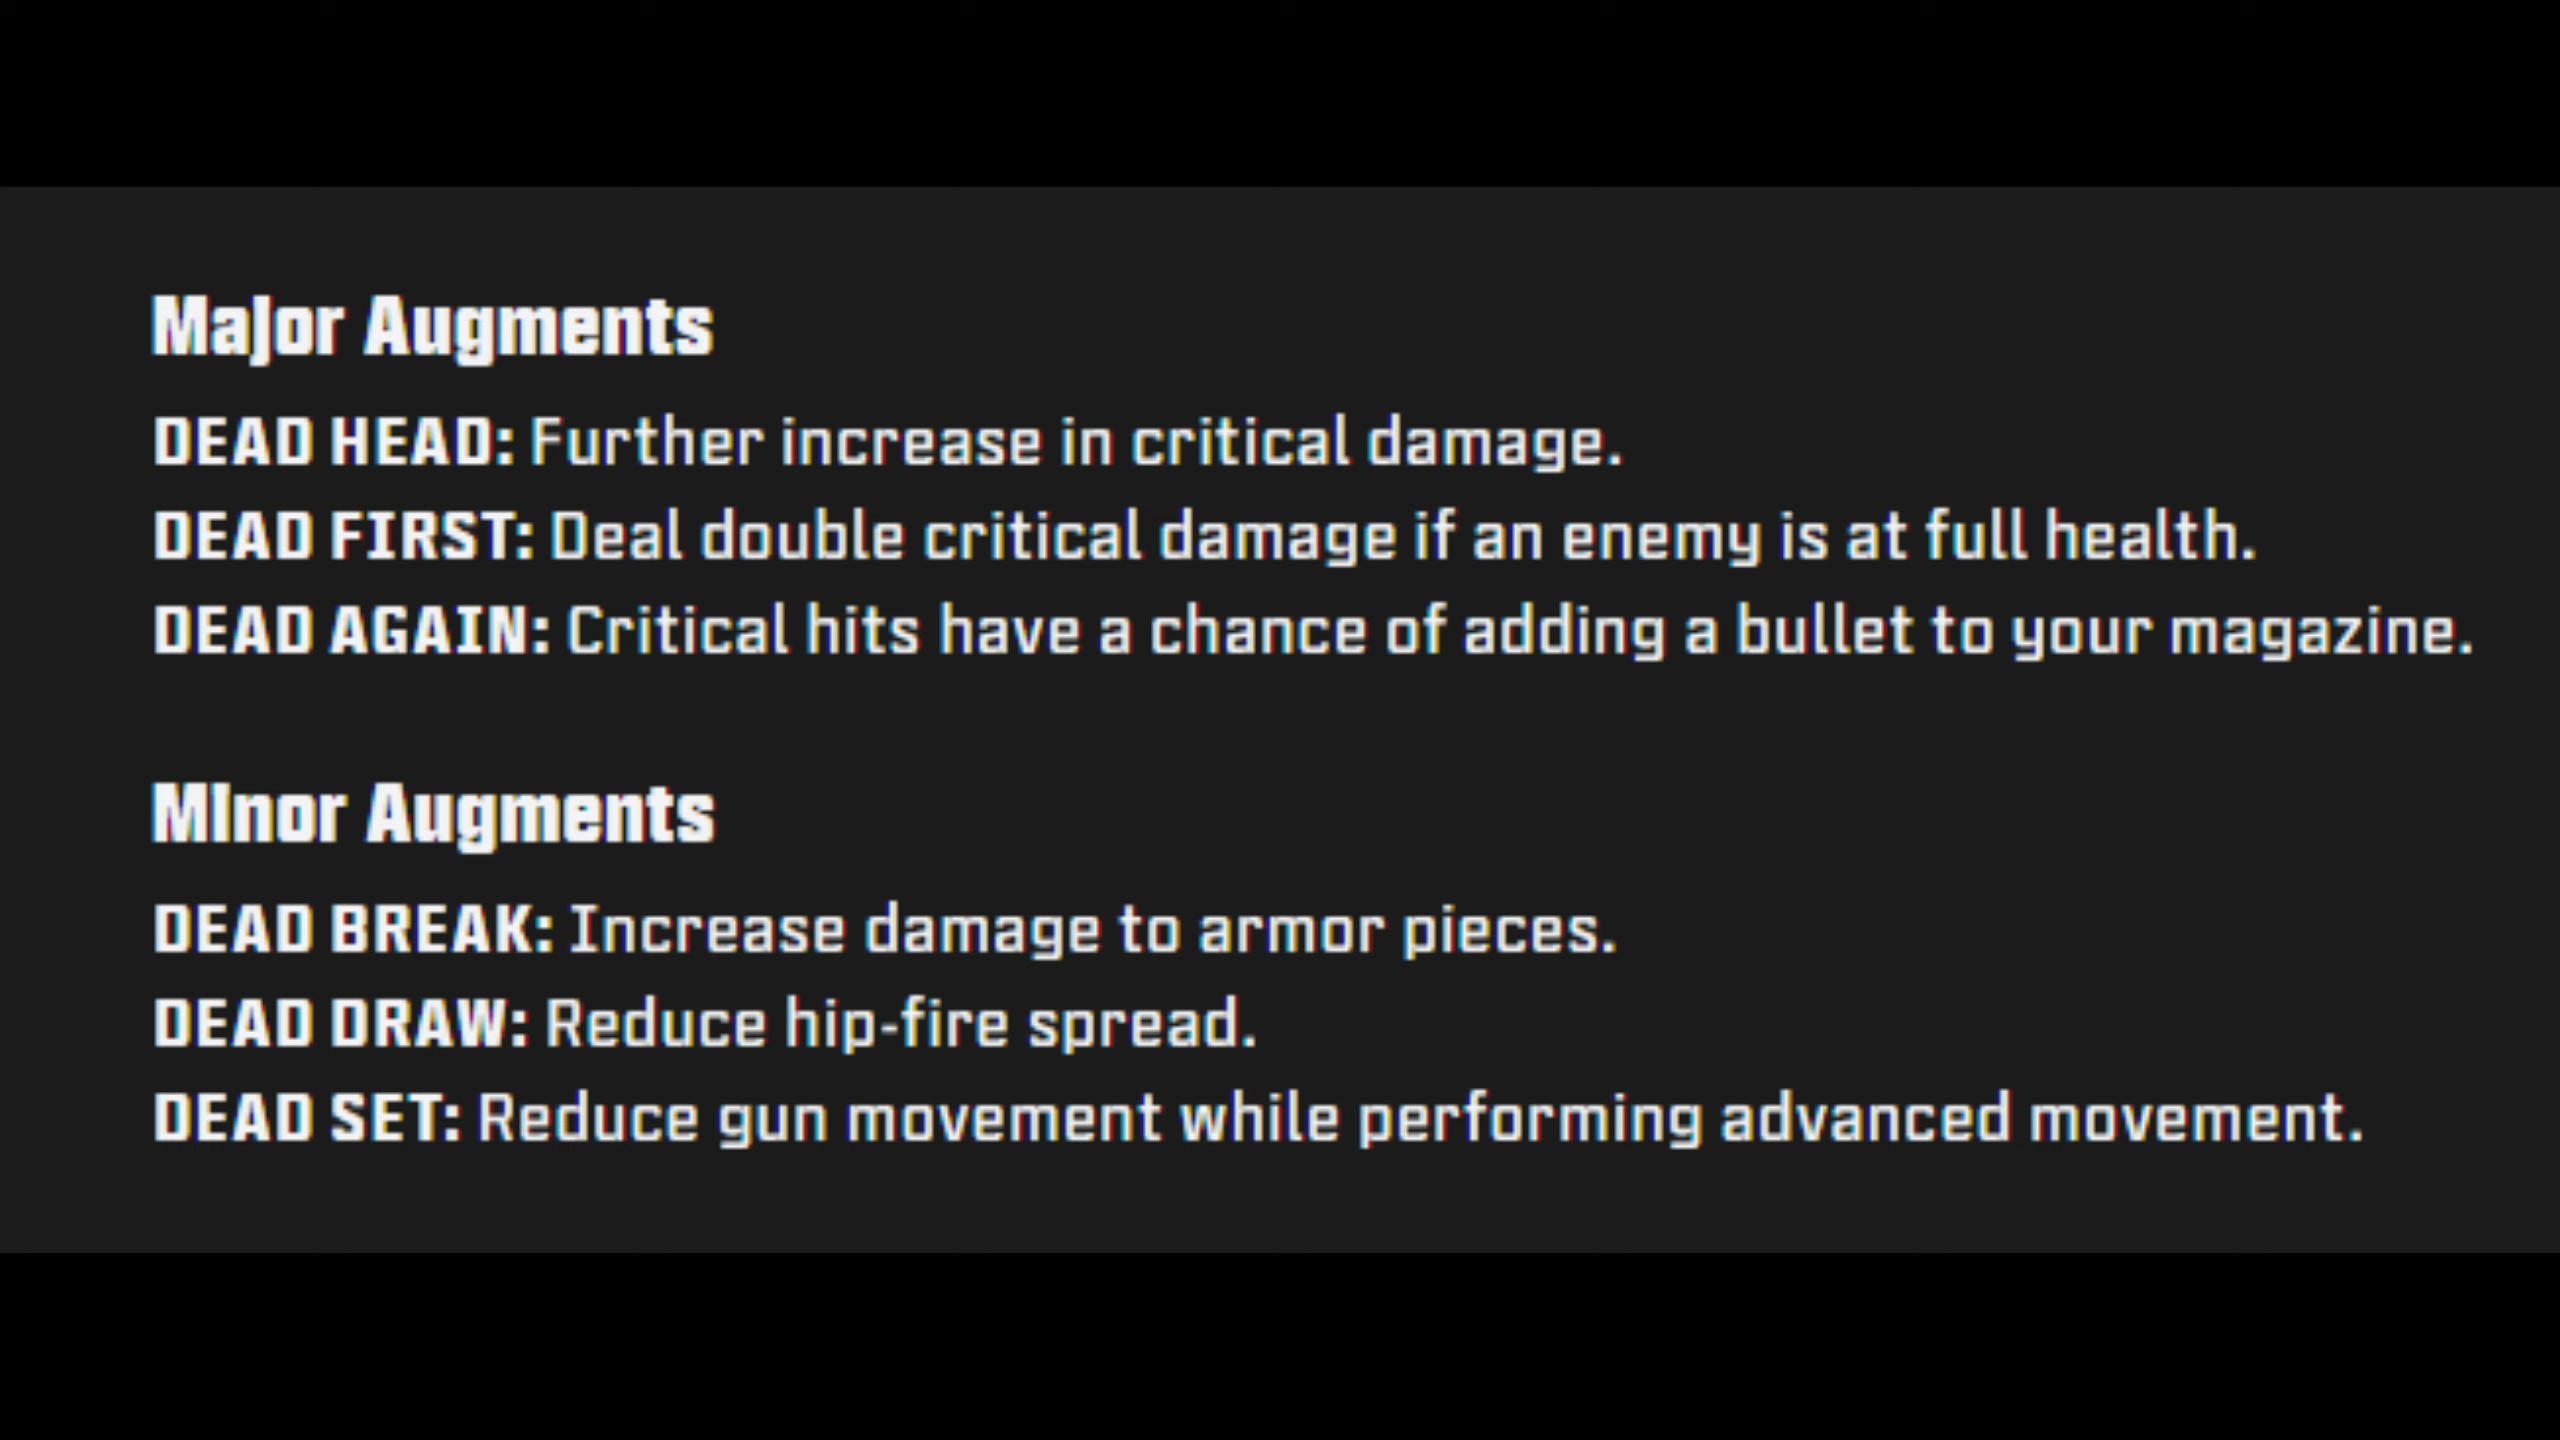 Major Augments
DEAD HEAD: Further increase in critical damage.
DEAD FIRST: Deal double critical damage if an enemy is at full health.
DEAD AGAIN: Critical hits have a chance of adding a bullet to your magazine.
Minor Augments
DEAD BREAK: Increase damage to armor pieces.
DEAD DRAW: Reduce hip-fire spread.
DEAD SET: Reduce gun movement while performing advanced movement.